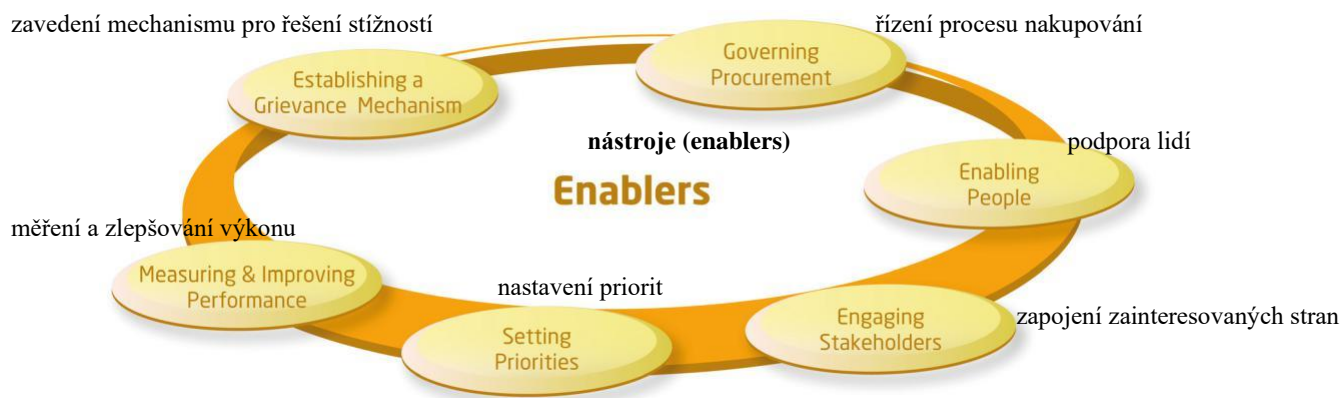 zavedení mechanismu pro řešení stížností
řízení procesu nakupování
Establishing a
Grievance Mechanism
Governing
Procurement
nástroje (enablers)
podpora lidí
Enablers
Enabling
People
měření a zlepšování výkonu
Measuring & Improving
Performance
nastavení priorit
Setting
Priorities
Engaging
Stakeholders
zapojení zainteresovaných stran